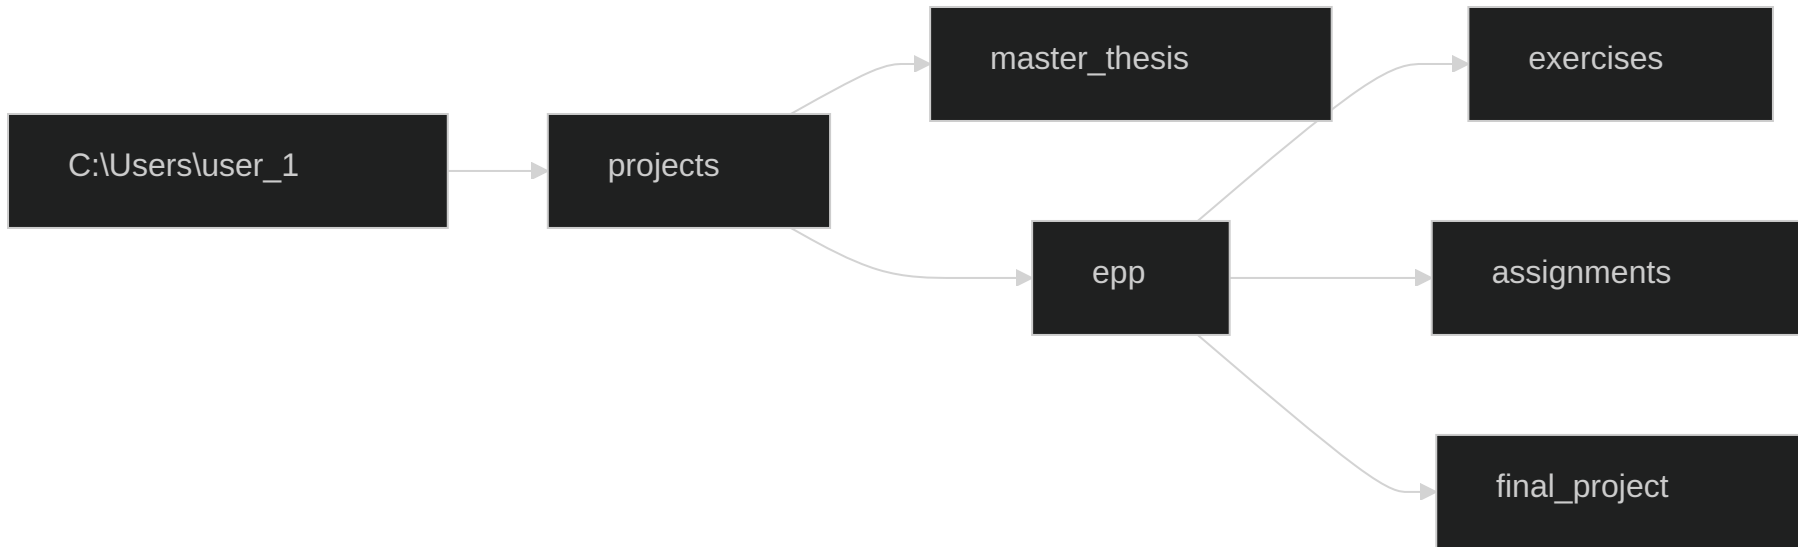 C:\Users\user_1
projects
master_thesis
epp
exercises
assignments
final_project